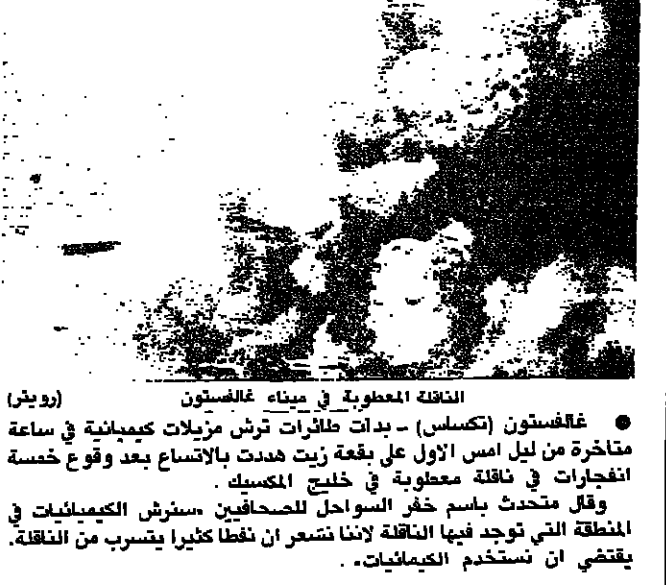 الناقلة المعطوبة في ميناء غالفستون (رويتر)
● غالفستون (تكساس) - بدأت طائرات ترش مزيلات كيميائية في ساعة
متأخرة من ليل امس الاول على بقعة زيت هددت بالاتساع بعد وقوع خمسة
انفجارات في ناقلة معطوبة في خليج المكسيك .
وقال متحدث باسم خفر السواحل للصحافيين «سنرش الكيميائيات في
المنطقة التي توجد فيها الناقلة لاننا نشعر ان نفطا كثيرا يتسرب من الناقلة.
يقتضي ان نستخدم الكيمائيات» .